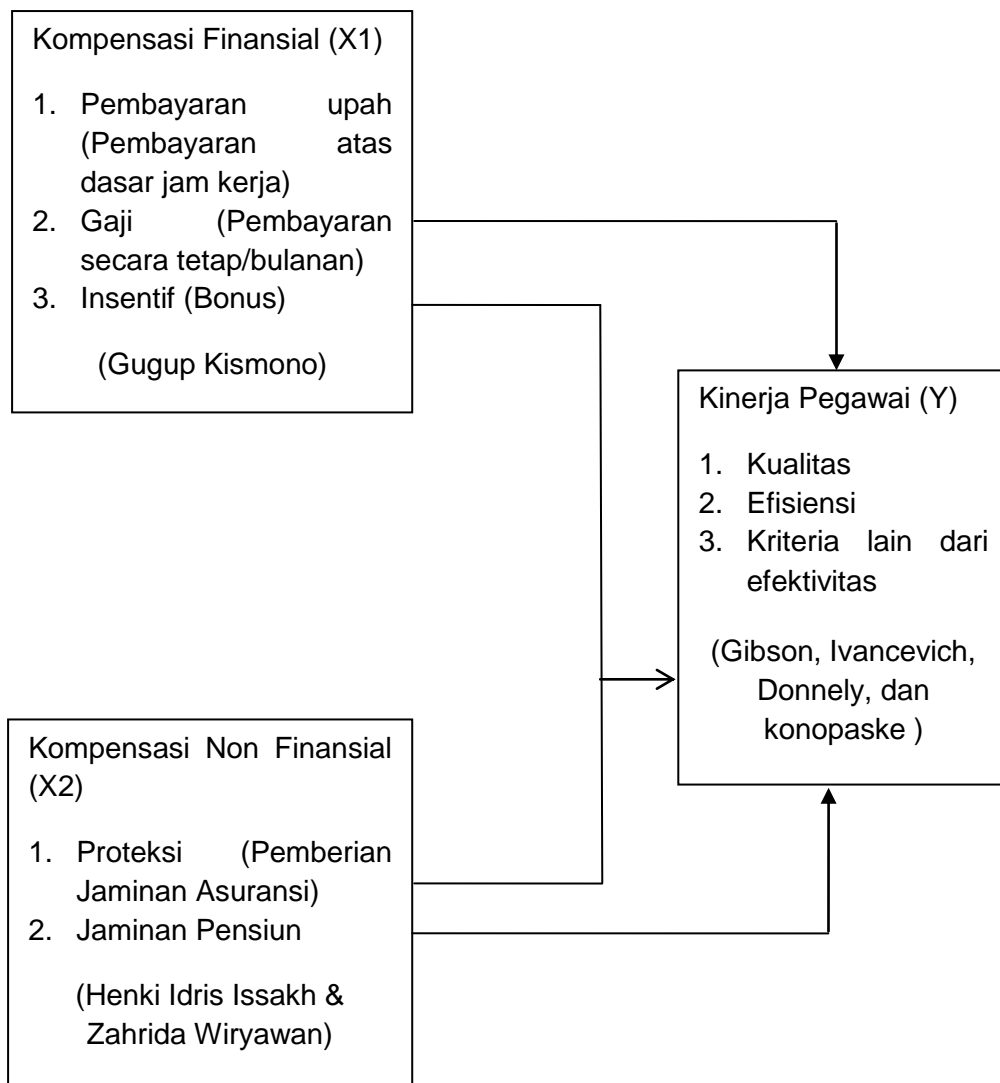 Kompensasi Finansial (X1)
1. Pembayaran upah
(Pembayaran atas
dasar jam kerja)
2. Gaji (Pembayaran
secara tetap/bulanan)
3. Insentif (Bonus)
(Gugup Kismono)
Kinerja Pegawai (Y)
1. Kualitas
2. Efisiensi
3. Kriteria lain dari
efektivitas
(Gibson, Ivancevich,
Donnely, dan
konopaske )
Kompensasi Non Finansial
(X2)
1. Proteksi (Pemberian
Jaminan Asuransi)
2. Jaminan Pensiun
(Henki Idris Issakh &
Zahrida Wiryawan)